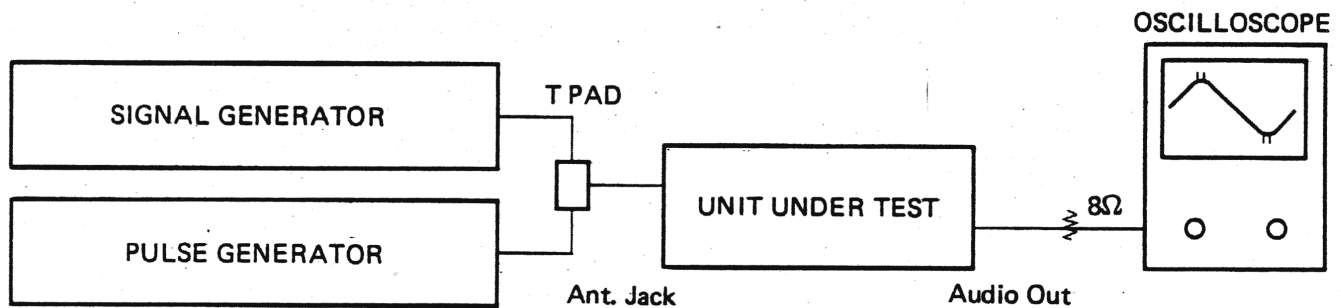 OSCILLOSCOPE
SIGNAL GENERATOR
T PAD
UNIT UNDER TEST
8Ω
PULSE GENERATOR
Ant. Jack
Audio Out